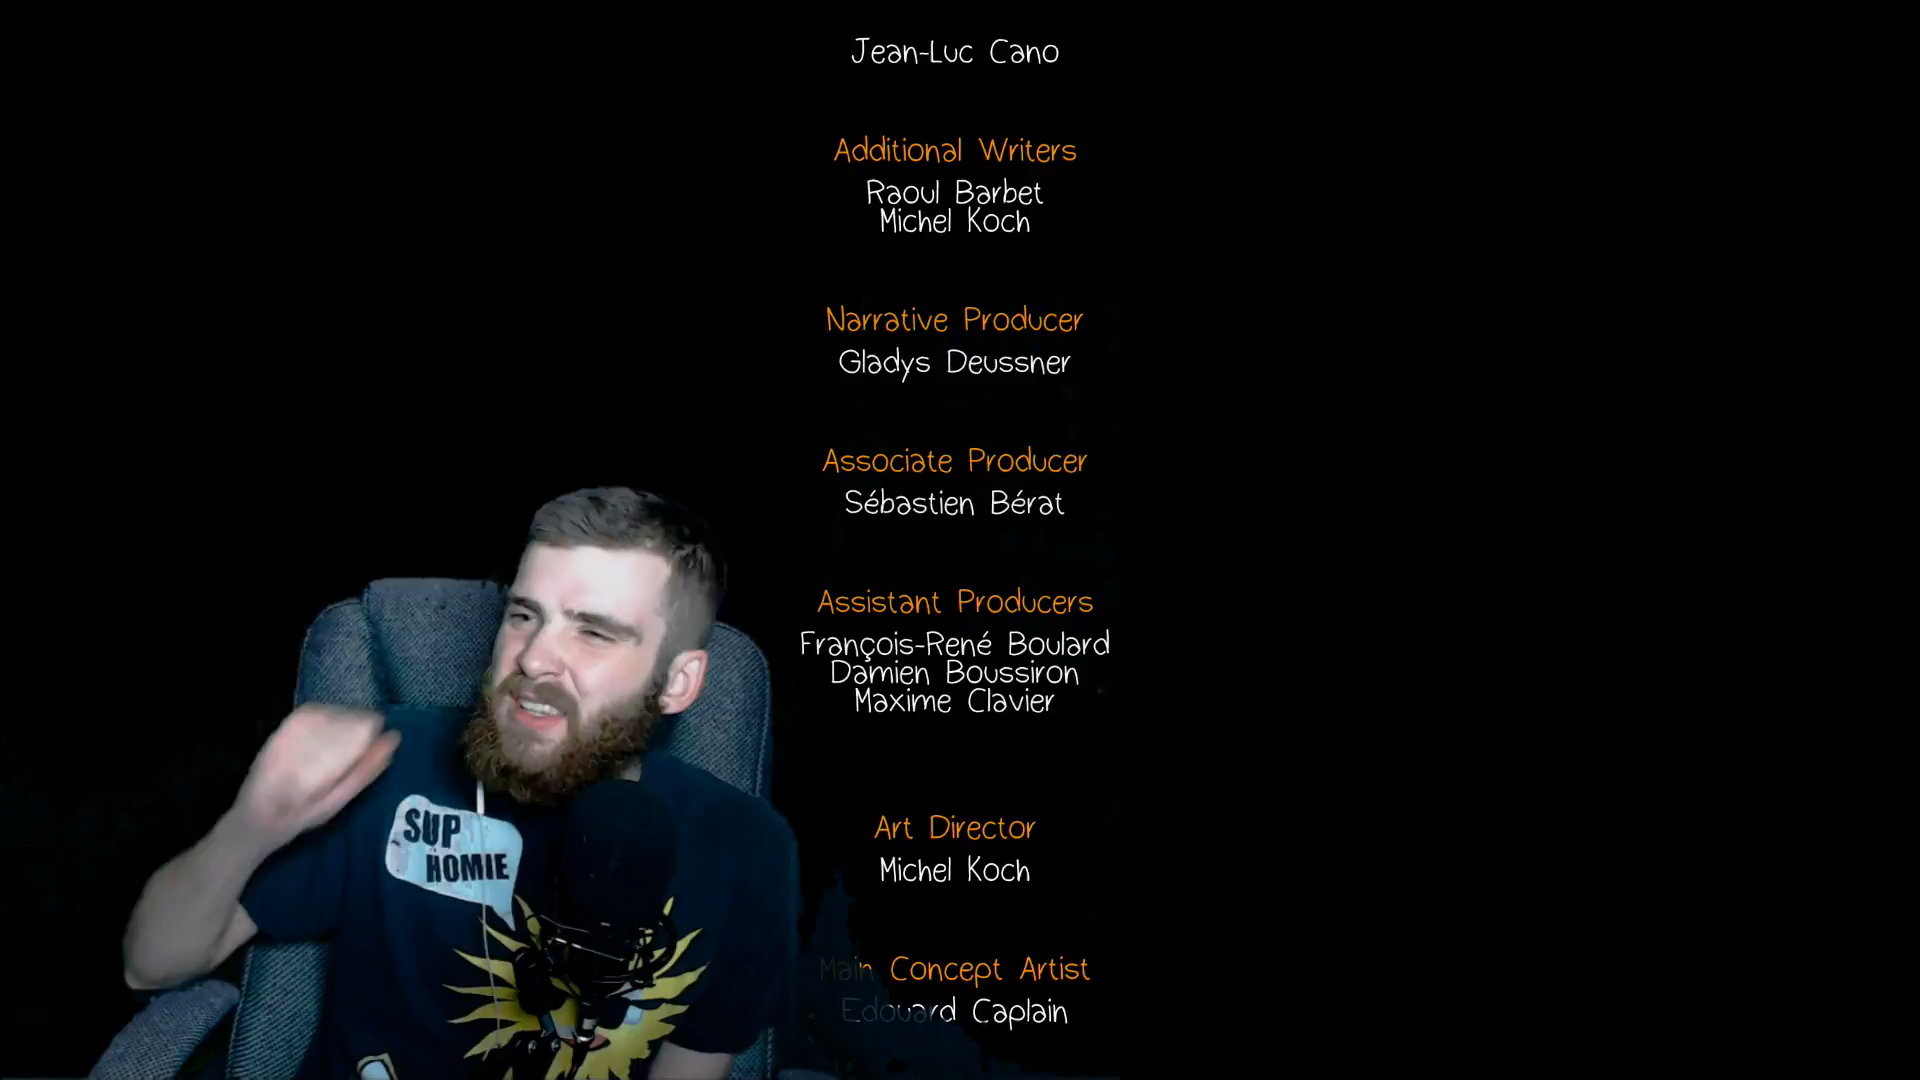 Jean-Luc Cano
Additional Writers
Raoul Barbet
Michel Koch
Narrative Producer
Gladys Deussner
Associate Producer
Sébastien Bérat
Assistant Producers
François-René Boulard
Damien Boussiron
Maxime Clavier
Art Director
Michel Koch
Main Concept Artist
Edouard Caplain
SUP
HOMIE